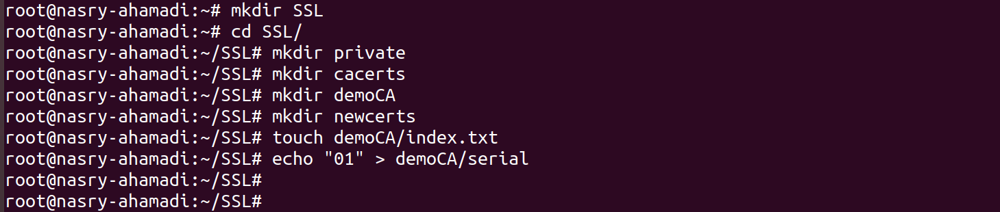 root@nasry-ahamadi:~# mkdir SSL
root@nasry-ahamadi:~# cd SSL/
root@nasry-ahamadi:~/SSL# mkdir private
root@nasry-ahamadi:~/SSL# mkdir cacerts
root@nasry-ahamadi:~/SSL# mkdir demoCA
root@nasry-ahamadi:~/SSL# mkdir newcerts
root@nasry-ahamadi:~/SSL# touch demoCA/index.txt
root@nasry-ahamadi:~/SSL# echo "01" > demoCA/serial
root@nasry-ahamadi:~/SSL#
root@nasry-ahamadi:~/SSL#